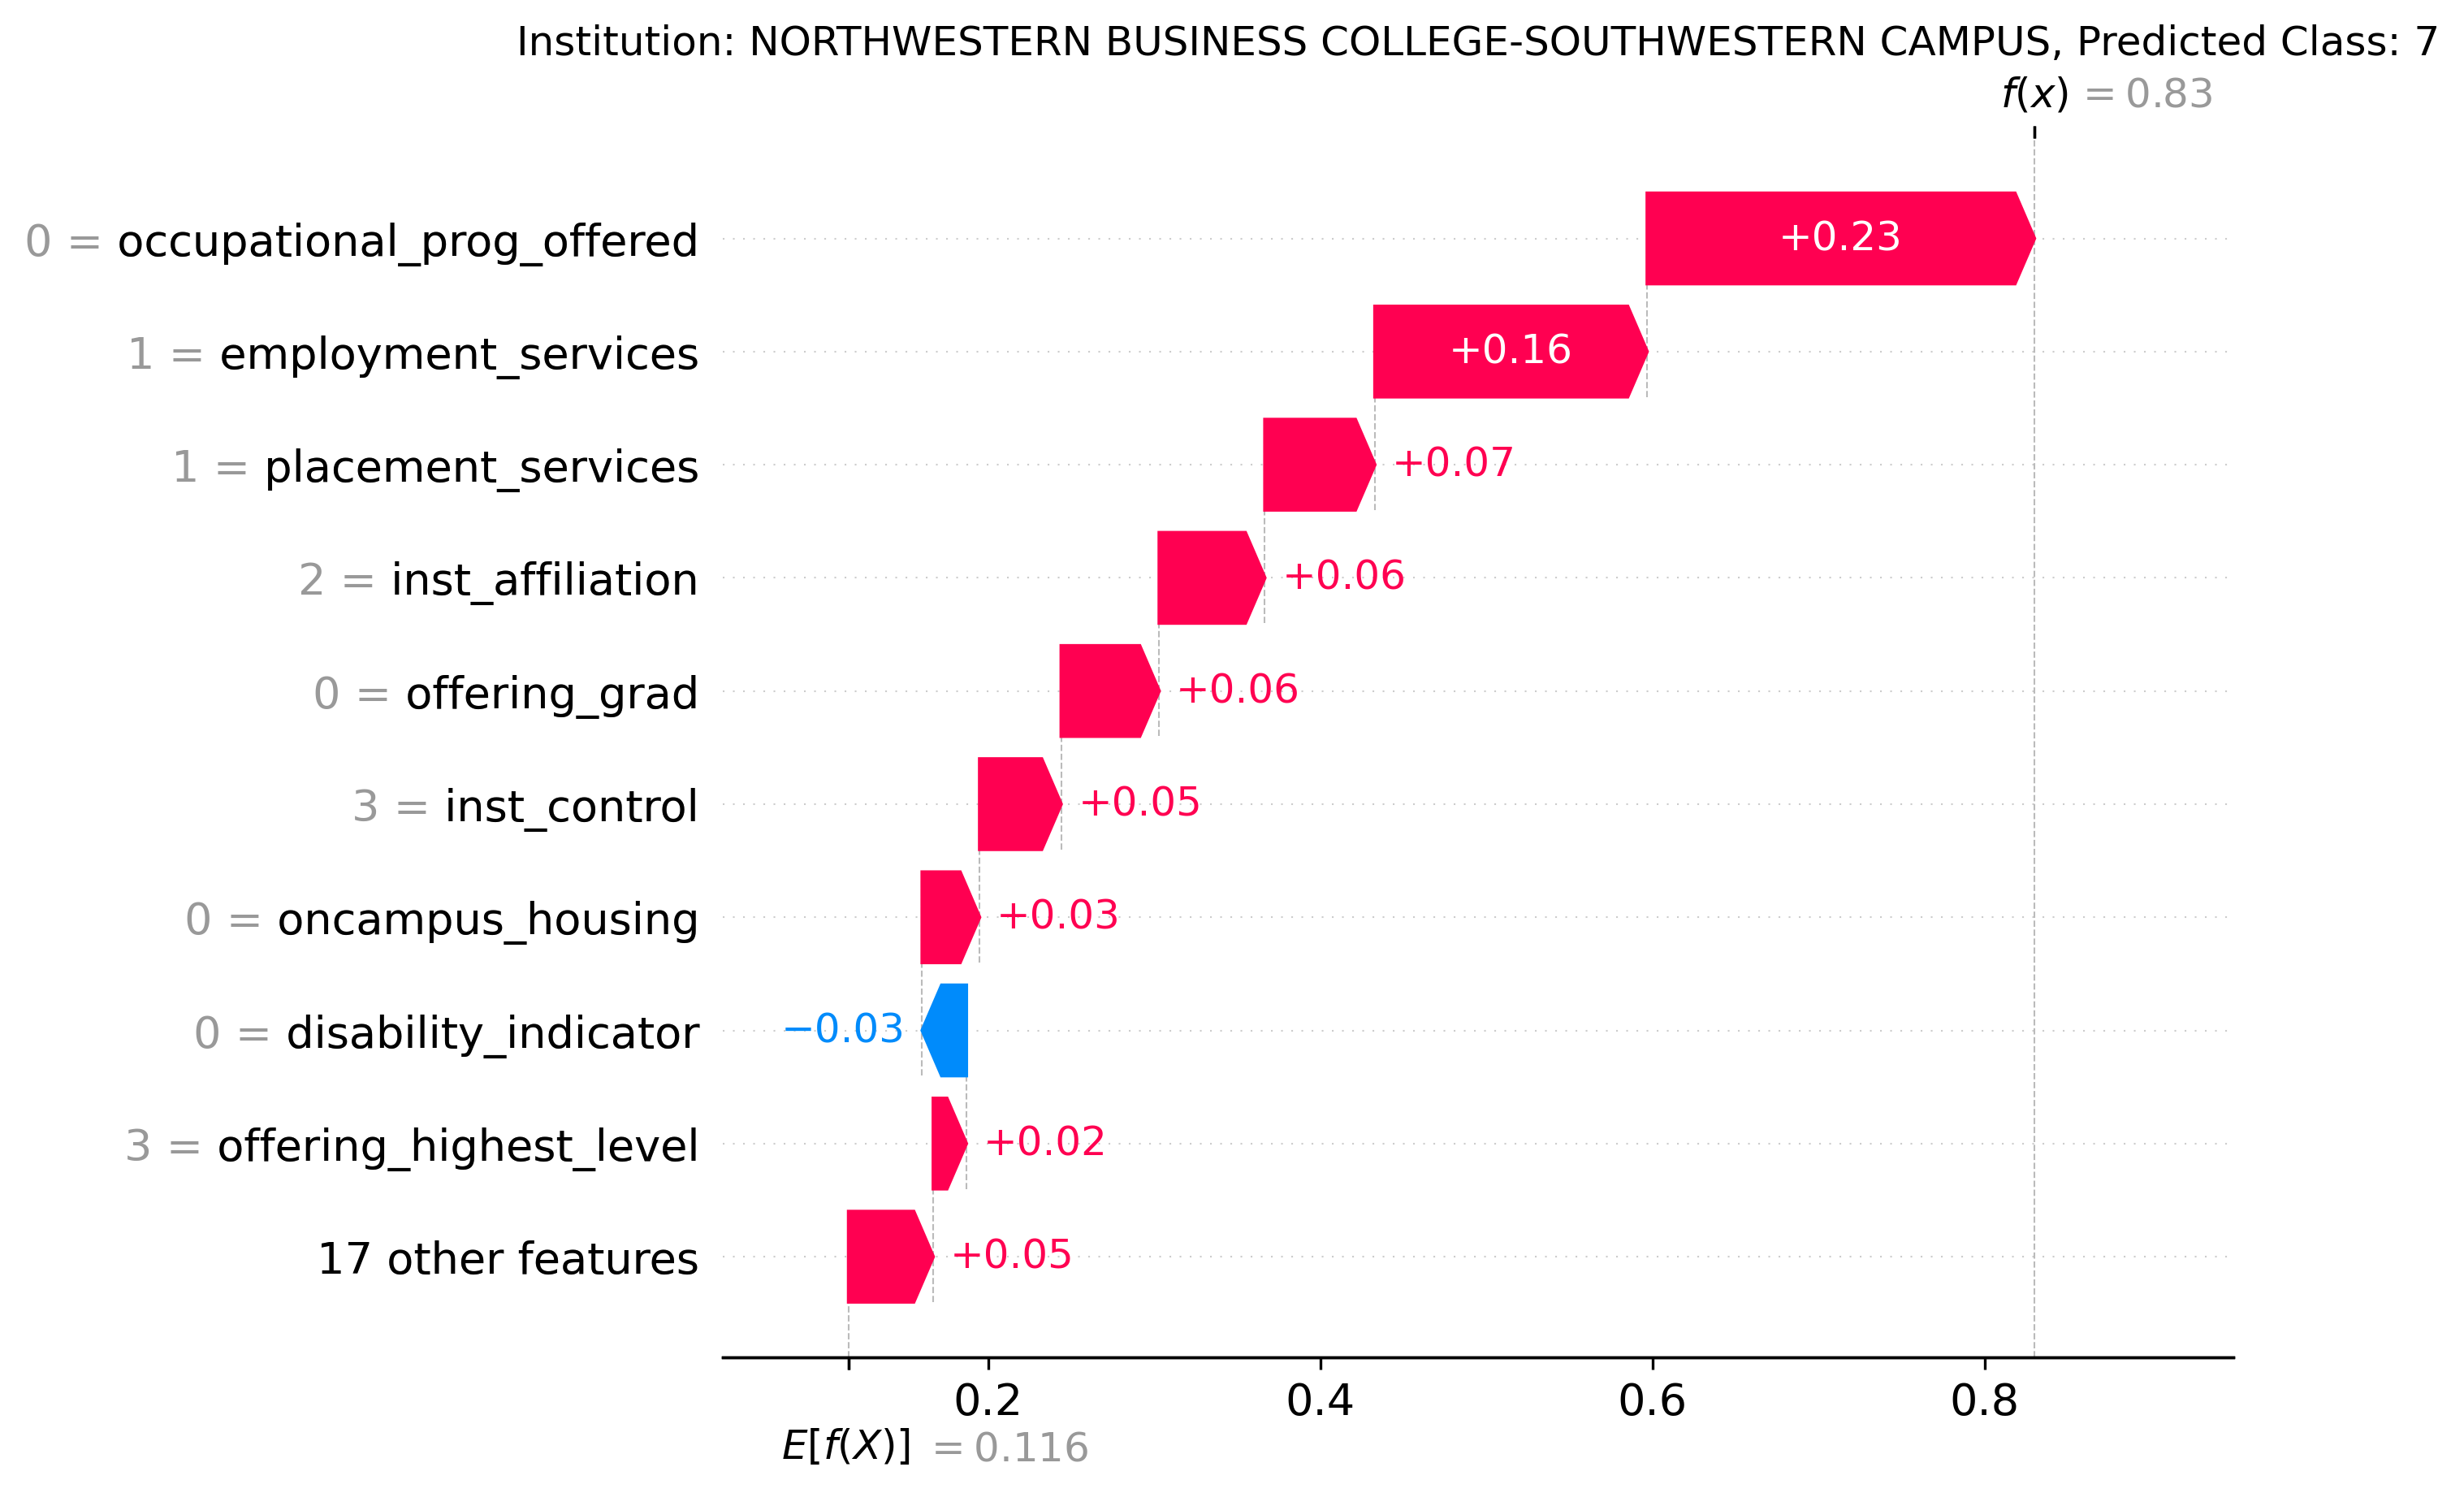 Institution: NORTHWESTERN BUSINESS COLLEGE-SOUTHWESTERN CAMPUS, Predicted Class: 7
f(x) = 0.83
0 = occupational_prog_offered +0.23
1 = employment_services +0.16
1 = placement_services +0.07
2 = inst_affiliation +0.06
0 = offering_grad +0.06
3 = inst_control +0.05
0 = oncampus_housing +0.03
0 = disability_indicator −0.03
3 = offering_highest_level +0.02
17 other features +0.05
0.2 0.4 0.6 0.8
E[f(X)] = 0.116